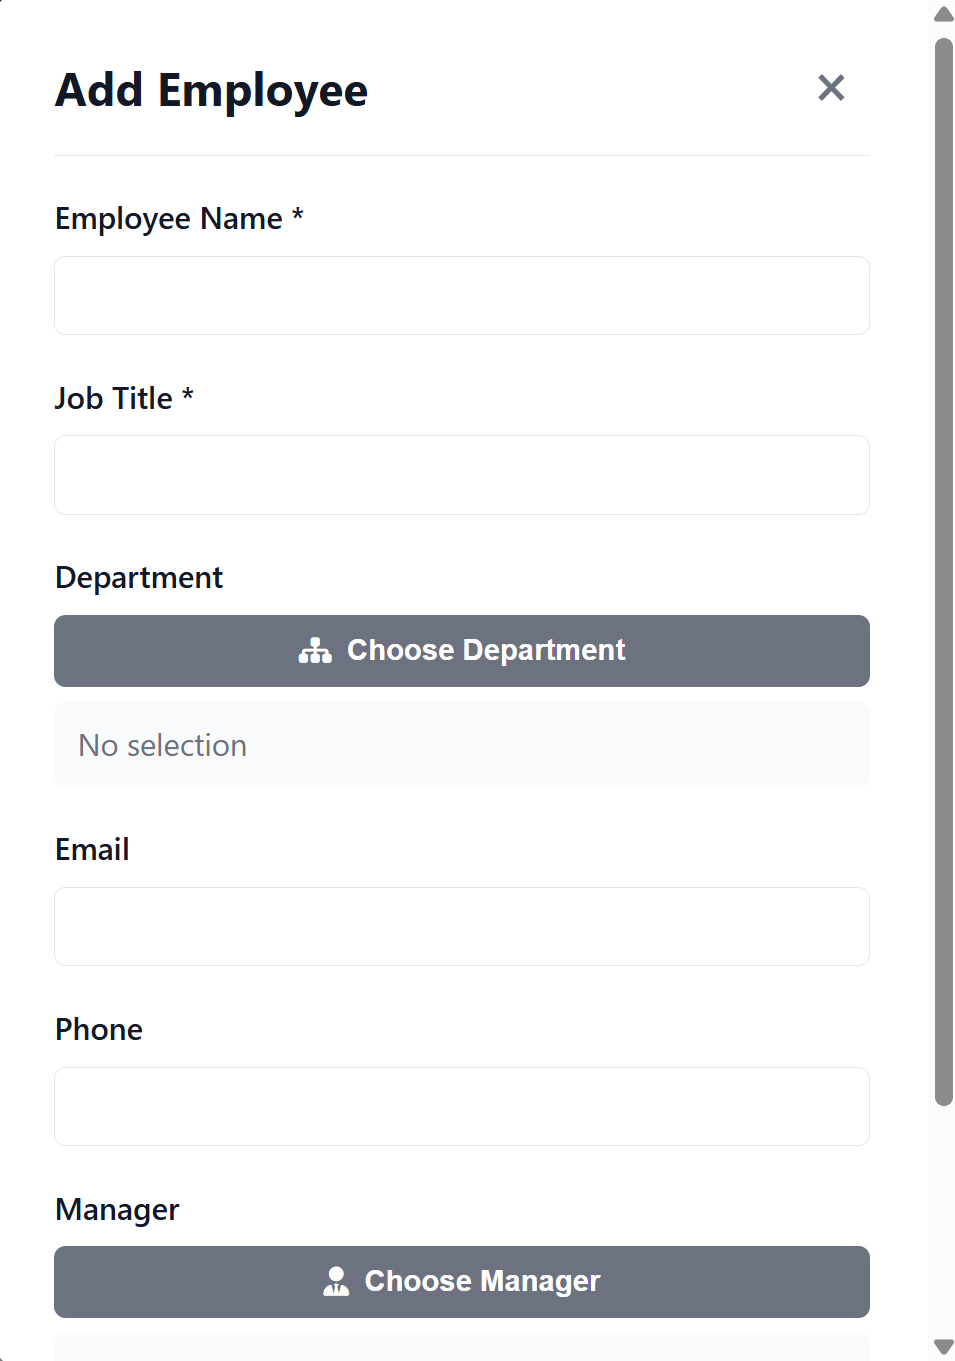 Add Employee
Employee Name *
Job Title *
Department
Choose Department
No selection
Email
Phone
Manager
Choose Manager